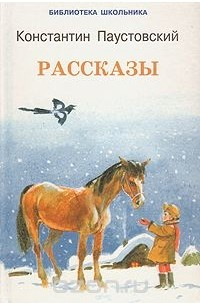 БИБЛИОТЕКА ШКОЛЬНИКА
Константин Паустовский
РАССКАЗЫ